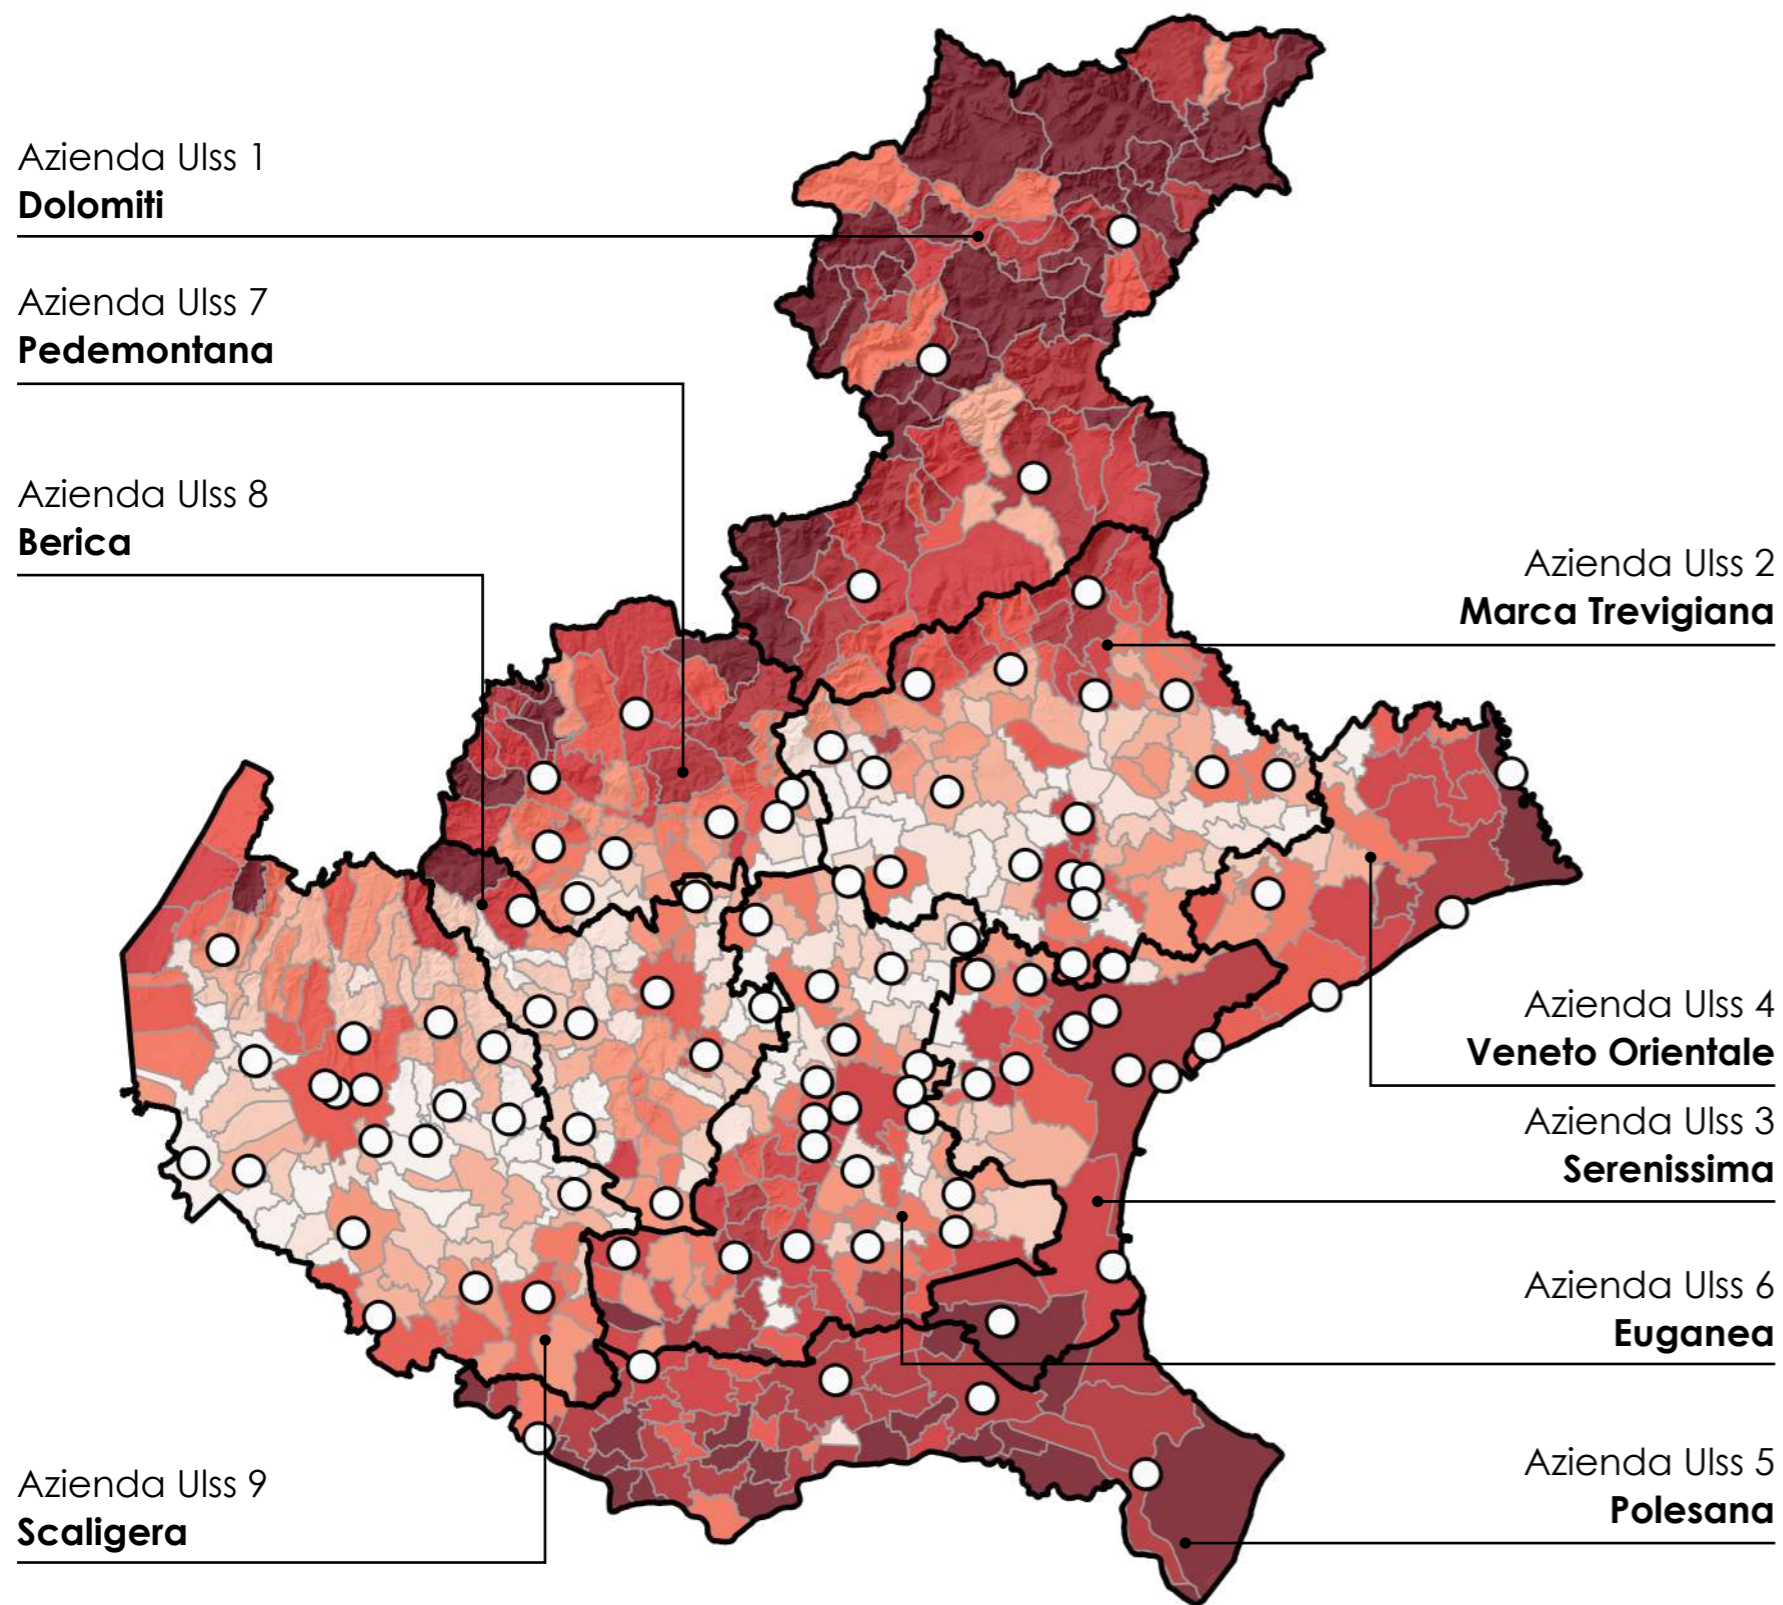 Azienda Ulss 1
Dolomiti
Azienda Ulss 7
Pedemontana
Azienda Ulss 8
Berica
Azienda Ulss 2
Marca Trevigiana
Azienda Ulss 4
Veneto Orientale
Azienda Ulss 3
Serenissima
Azienda Ulss 6
Euganea
Azienda Ulss 9
Scaligera
Azienda Ulss 5
Polesana